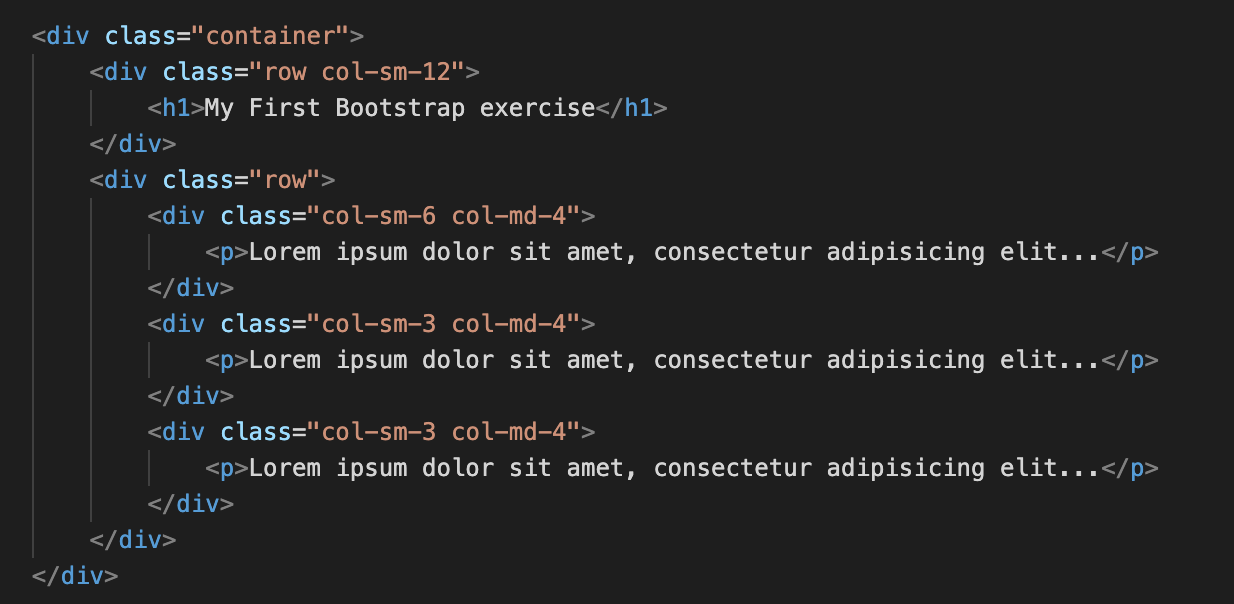 <div class="container">
    <div class="row col-sm-12">
        <h1>My First Bootstrap exercise</h1>
    </div>
    <div class="row">
        <div class="col-sm-6 col-md-4">
            <p>Lorem ipsum dolor sit amet, consectetur adipisicing elit...</p>
        </div>
        <div class="col-sm-3 col-md-4">
            <p>Lorem ipsum dolor sit amet, consectetur adipisicing elit...</p>
        </div>
        <div class="col-sm-3 col-md-4">
            <p>Lorem ipsum dolor sit amet, consectetur adipisicing elit...</p>
        </div>
    </div>
</div>